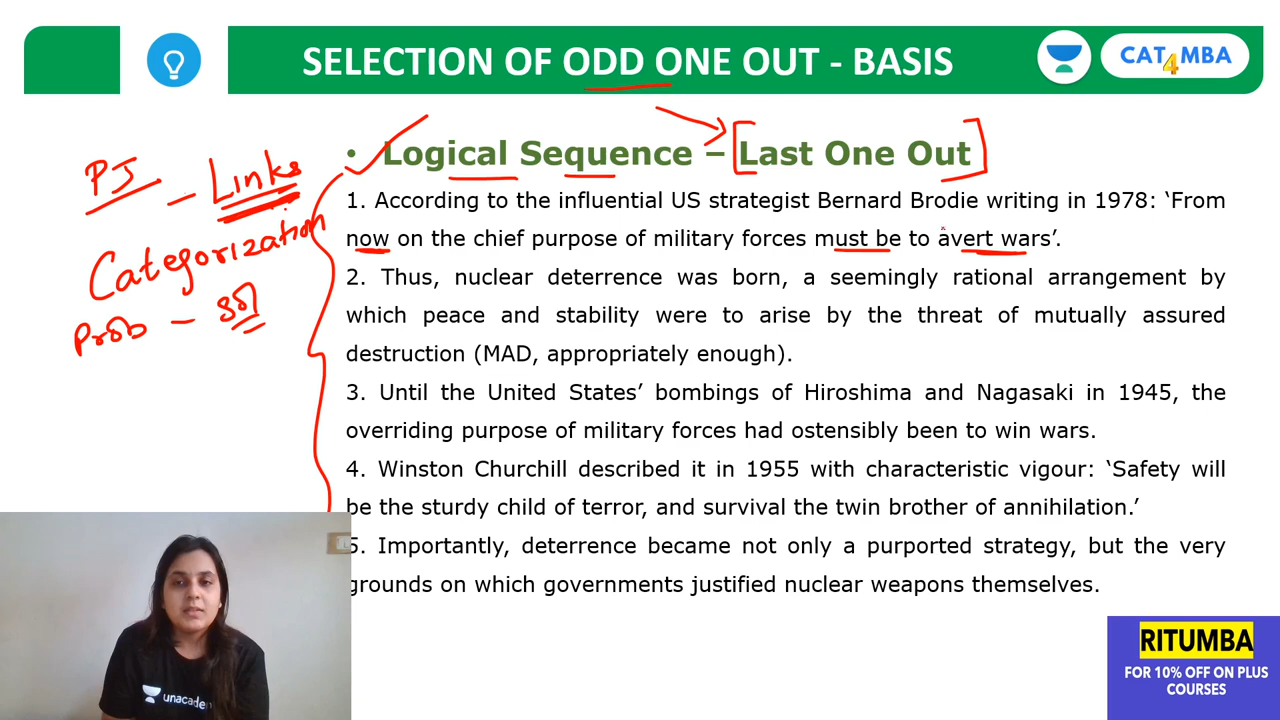 SELECTION OF ODD ONE OUT - BASIS
CAT4MBA
PJ - Links
Categorization
Prob - Sol
• Logical Sequence – [Last One Out]
1. According to the influential US strategist Bernard Brodie writing in 1978: ‘From
now on the chief purpose of military forces must be to avert wars’.
2. Thus, nuclear deterrence was born, a seemingly rational arrangement by
which peace and stability were to arise by the threat of mutually assured
destruction (MAD, appropriately enough).
3. Until the United States’ bombings of Hiroshima and Nagasaki in 1945, the
overriding purpose of military forces had ostensibly been to win wars.
4. Winston Churchill described it in 1955 with characteristic vigour: ‘Safety will
be the sturdy child of terror, and survival the twin brother of annihilation.’
5. Importantly, deterrence became not only a purported strategy, but the very
grounds on which governments justified nuclear weapons themselves.
unacadem
RITUMBA
FOR 10% OFF ON PLUS
COURSES